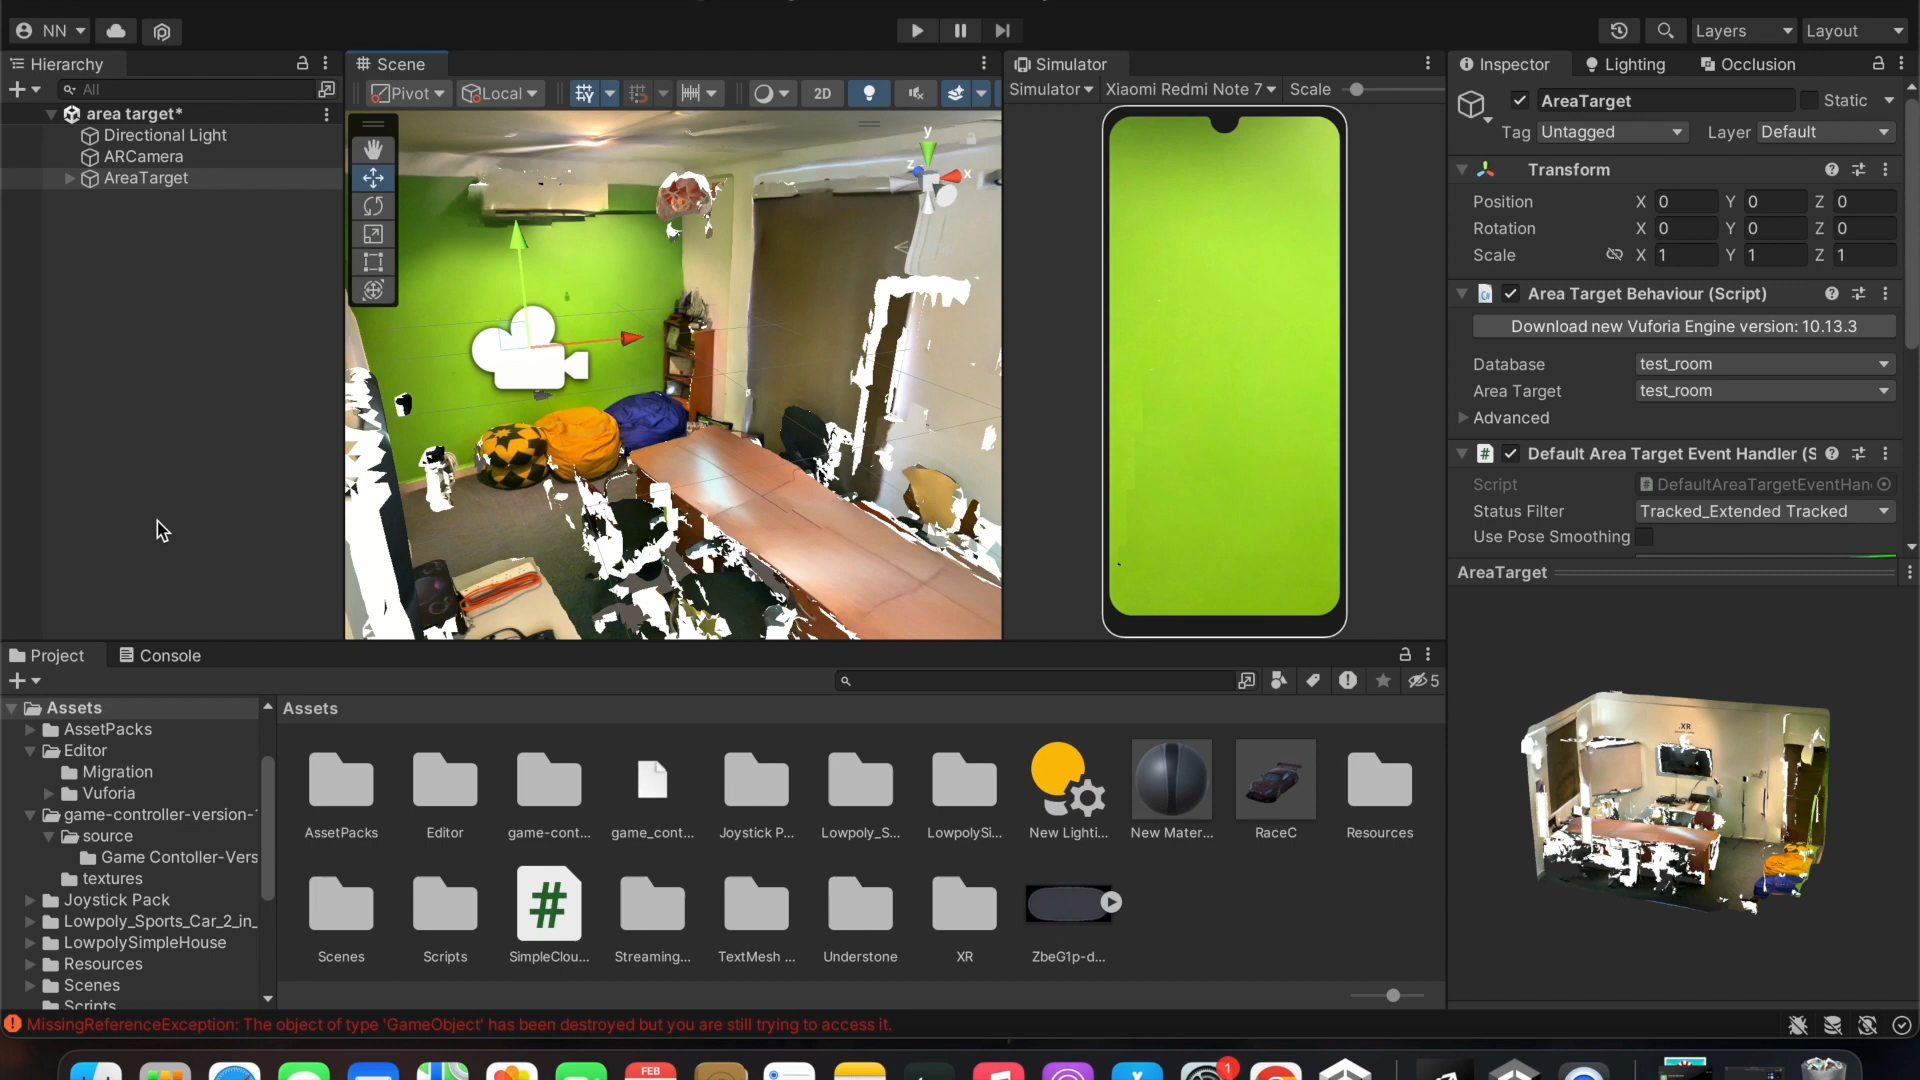 NN
Layers
Layout
Hierarchy
All
area target*
Directional Light
ARCamera
AreaTarget
Scene
Pivot
Local
2D
y
z
x
Simulator
Simulator
Xiaomi Redmi Note 7
Scale
Inspector
Lighting
Occlusion
AreaTarget
Static
Tag Untagged
Layer Default
Transform
Position X 0 Y 0 Z 0
Rotation X 0 Y 0 Z 0
Scale X 1 Y 1 Z 1
Area Target Behaviour (Script)
Download new Vuforia Engine version: 10.13.3
Database test_room
Area Target test_room
Advanced
Default Area Target Event Handler (S
Script DefaultAreaTargetEventHan
Status Filter Tracked_Extended Tracked
Use Pose Smoothing
AreaTarget
.XR
Project
Console
5
Assets
AssetPacks
Editor
Migration
Vuforia
game-controller-version-1
source
Game Contoller-Vers
textures
Joystick Pack
Lowpoly_Sports_Car_2_in_
LowpolySimpleHouse
Resources
Scenes
Scripts
Assets
AssetPacks
Editor
game-cont...
game_cont...
Joystick P...
Lowpoly_S...
LowpolySi...
New Lighti...
New Mater...
RaceC
Resources
Scenes
Scripts
SimpleClou...
Streaming...
TextMesh ...
Understone
XR
ZbeG1p-d...
MissingReferenceException: The object of type 'GameObject' has been destroyed but you are still trying to access it.
FEB
1